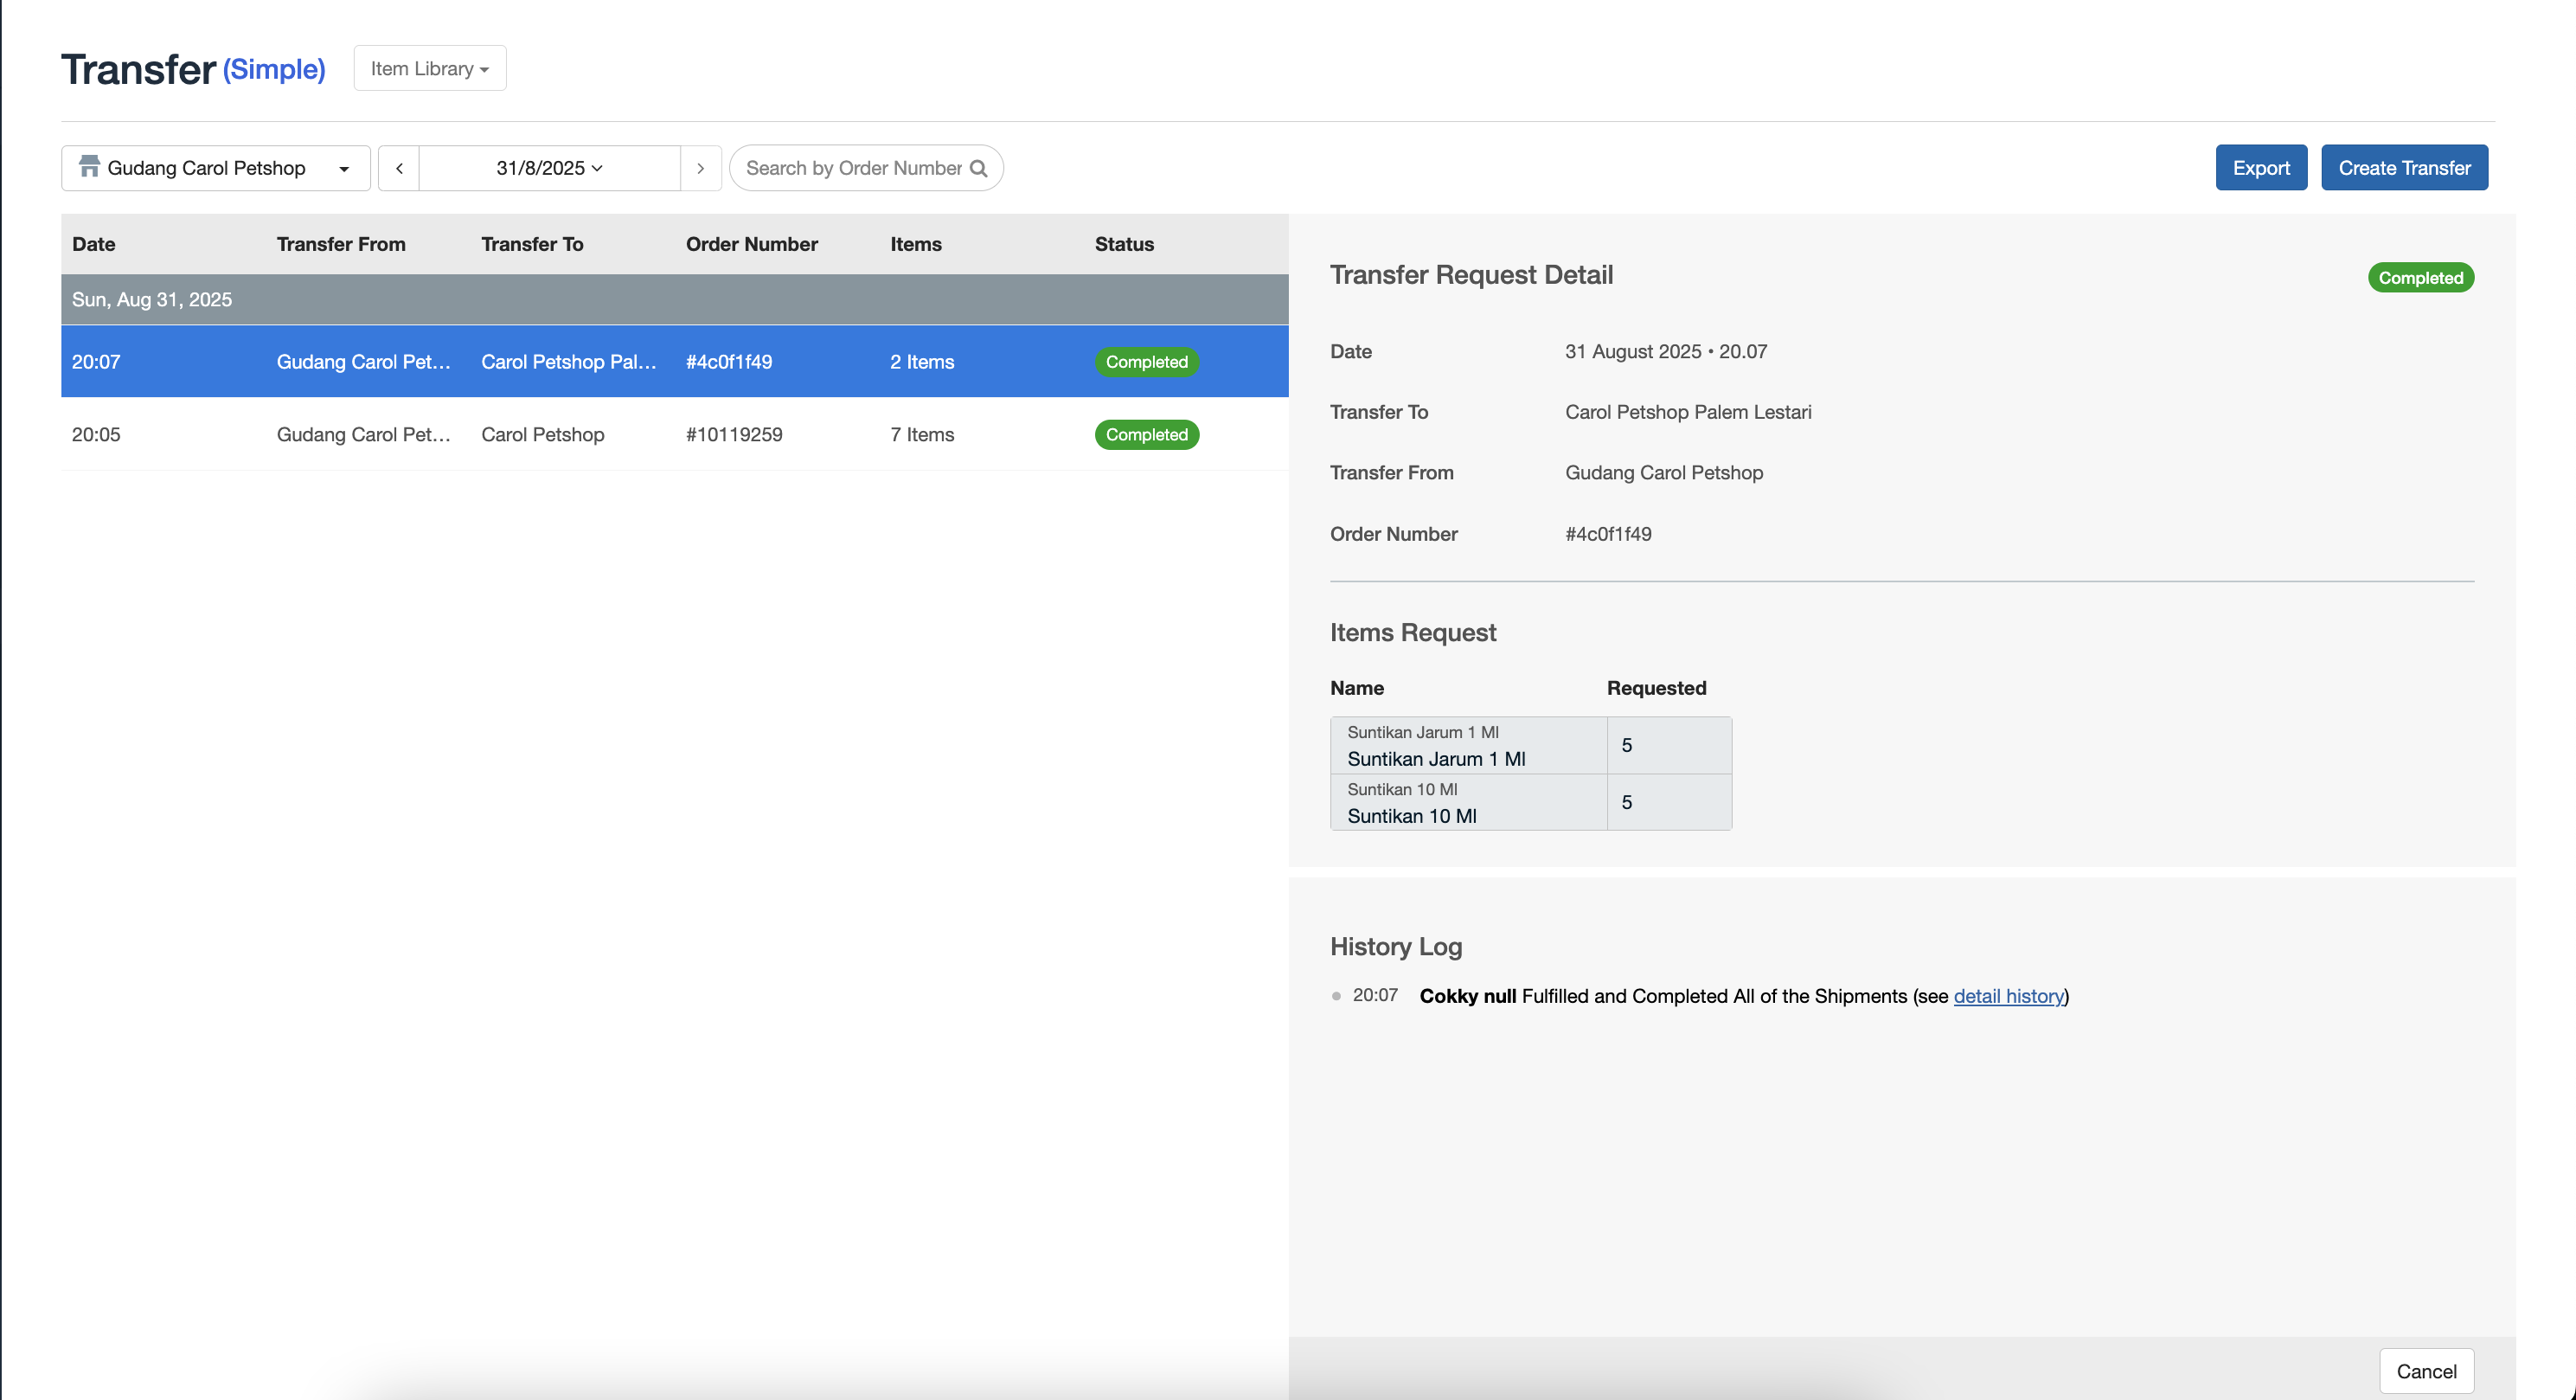 Transfer (Simple) Item Library
Gudang Carol Petshop 31/8/2025 Search by Order Number Export Create Transfer
Date Transfer From Transfer To Order Number Items Status
Sun, Aug 31, 2025
20:07 Gudang Carol Pet... Carol Petshop Pal... #4c0f1f49 2 Items Completed
20:05 Gudang Carol Pet... Carol Petshop #10119259 7 Items Completed
Transfer Request Detail Completed
Date 31 August 2025 • 20.07
Transfer To Carol Petshop Palem Lestari
Transfer From Gudang Carol Petshop
Order Number #4c0f1f49
Items Request
Name Requested
Suntikan Jarum 1 Ml
Suntikan Jarum 1 Ml 5
Suntikan 10 Ml
Suntikan 10 Ml 5
History Log
20:07 Cokky null Fulfilled and Completed All of the Shipments (see detail history)
Cancel